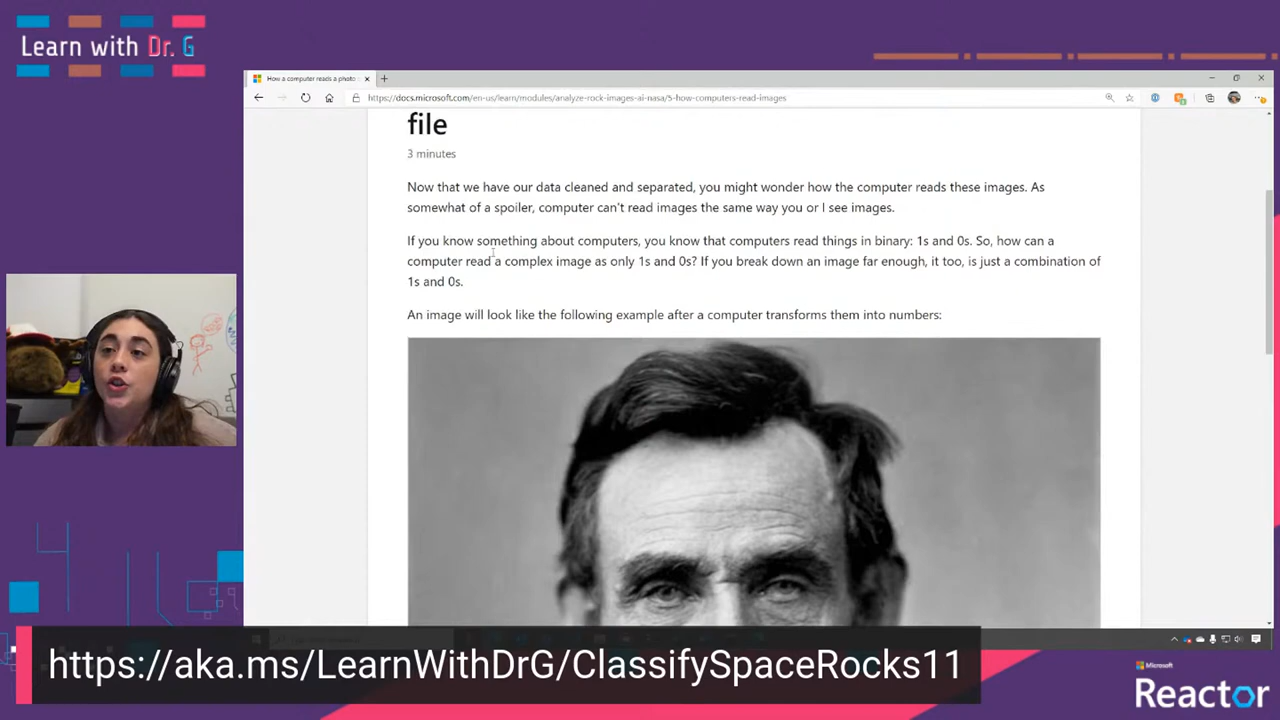 Learn with Dr. G
How a computer reads a photo
https://docs.microsoft.com/en-us/learn/modules/analyze-rock-images-ai-nasa/5-how-computers-read-images
file
3 minutes
Now that we have our data cleaned and separated, you might wonder how the computer reads these images. As
somewhat of a spoiler, computer can't read images the same way you or I see images.
If you know something about computers, you know that computers read things in binary: 1s and 0s. So, how can a
computer read a complex image as only 1s and 0s? If you break down an image far enough, it too, is just a combination of
1s and 0s.
An image will look like the following example after a computer transforms them into numbers:
https://aka.ms/LearnWithDrG/ClassifySpaceRocks11
Microsoft
Reactor